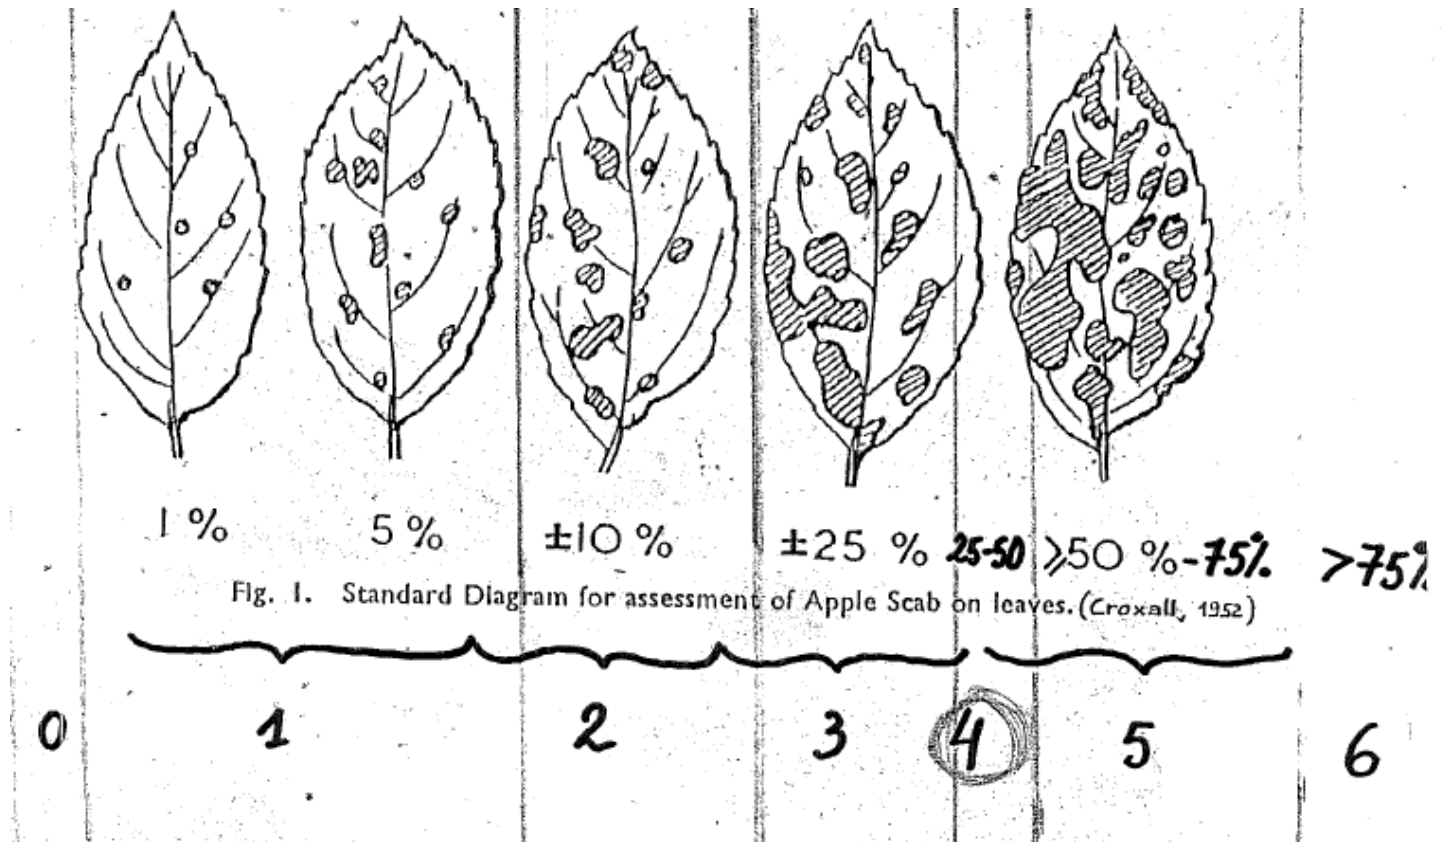 1 % 5 % ±10 % ±25 % 25-50 ⩾50 % -75% >75%
Fig. 1. Standard Diagram for assessment of Apple Scab on leaves. (Croxall, 1952)
0 1 2 3 4 5 6